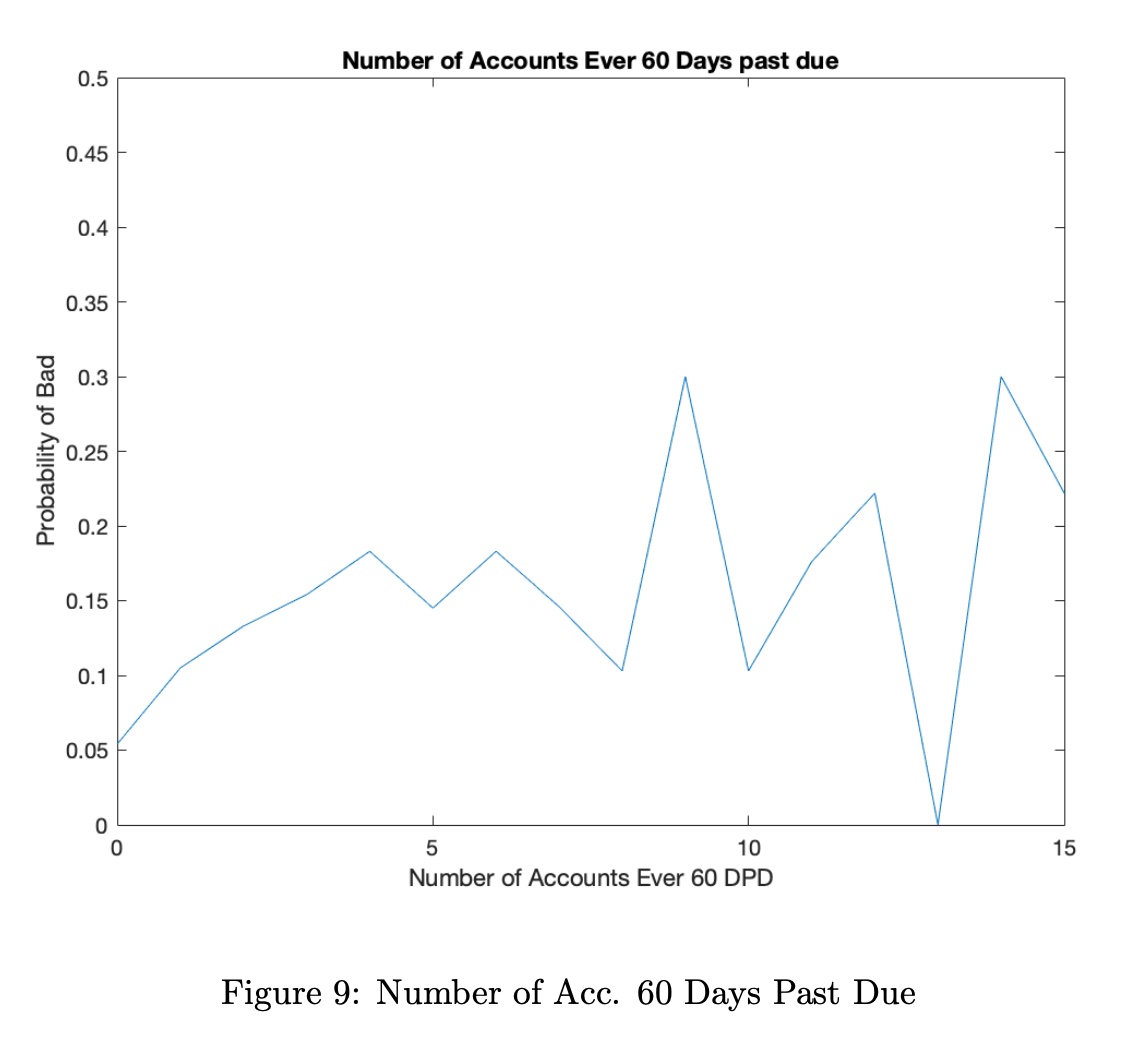 Number of Accounts Ever 60 Days past due
0.5
0.45
0.4
0.35
0.3
0.25
0.2
0.15
0.1
0.05
0
Probability of Bad
0 5 10 15
Number of Accounts Ever 60 DPD
Figure 9: Number of Acc. 60 Days Past Due